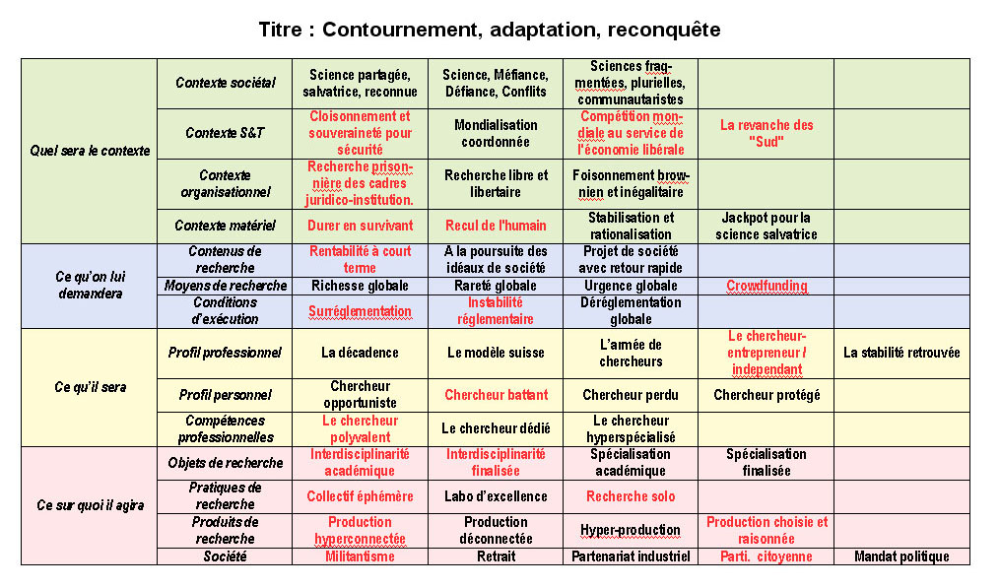 Titre : Contournement, adaptation, reconquête
Quel sera le contexte
Contexte sociétal
Science partagée,
salvatrice, reconnue
Science, Méfiance,
Défiance, Conflits
Sciences frag-
mentées, plurielles,
communautaristes
Contexte S&T
Cloisonnement et
souveraineté pour
sécurité
Mondialisation
coordonnée
Compétition mon-
diale au service de
l'économie libérale
La revanche des
"Sud"
Contexte
organisationnel
Recherche prison-
nière des cadres
juridico-institution.
Recherche libre et
libertaire
Foisonnement brow-
nien et inégalitaire
Contexte matériel
Durer en survivant
Recul de l'humain
Stabilisation et
rationalisation
Jackpot pour la
science salvatrice
Ce qu'on lui
demandera
Contenus de
recherche
Rentabilité à court
terme
A la poursuite des
idéaux de société
Projet de société
avec retour rapide
Moyens de recherche
Richesse globale
Rareté globale
Urgence globale
Crowdfunding
Conditions
d'exécution
Surréglementation
Instabilité
réglementaire
Déréglementation
globale
Ce qu'il sera
Profil professionnel
La décadence
Le modèle suisse
L'armée de
chercheurs
Le chercheur-
entrepreneur /
independant
La stabilité retrouvée
Profil personnel
Chercheur
opportuniste
Chercheur battant
Chercheur perdu
Chercheur protégé
Compétences
professionnelles
Le chercheur
polyvalent
Le chercheur dédié
Le chercheur
hyperspécialisé
Ce sur quoi il agira
Objets de recherche
Interdisciplinarité
académique
Interdisciplinarité
finalisée
Spécialisation
académique
Spécialisation
finalisée
Pratiques de
recherche
Collectif éphémère
Labo d'excellence
Recherche solo
Produits de
recherche
Production
hyperconnectée
Production
déconnectée
Hyper-production
Production choisie et
raisonnée
Société
Militantisme
Retrait
Partenariat industriel
Parti. citoyenne
Mandat politique